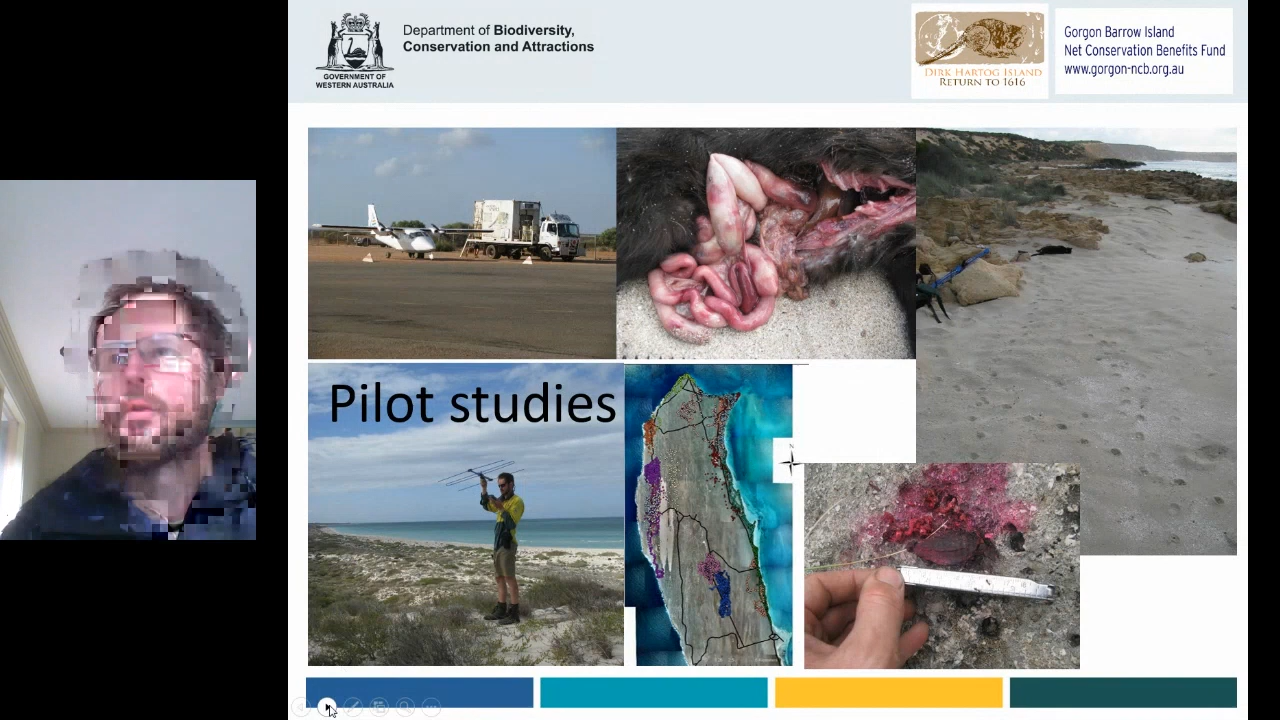 Department of Biodiversity,
Conservation and Attractions
GOVERNMENT OF
WESTERN AUSTRALIA
DIRK HARTOG ISLAND
RETURN TO 1616
Gorgon Barrow Island
Net Conservation Benefits Fund
www.gorgon-ncb.org.au
Pilot studies